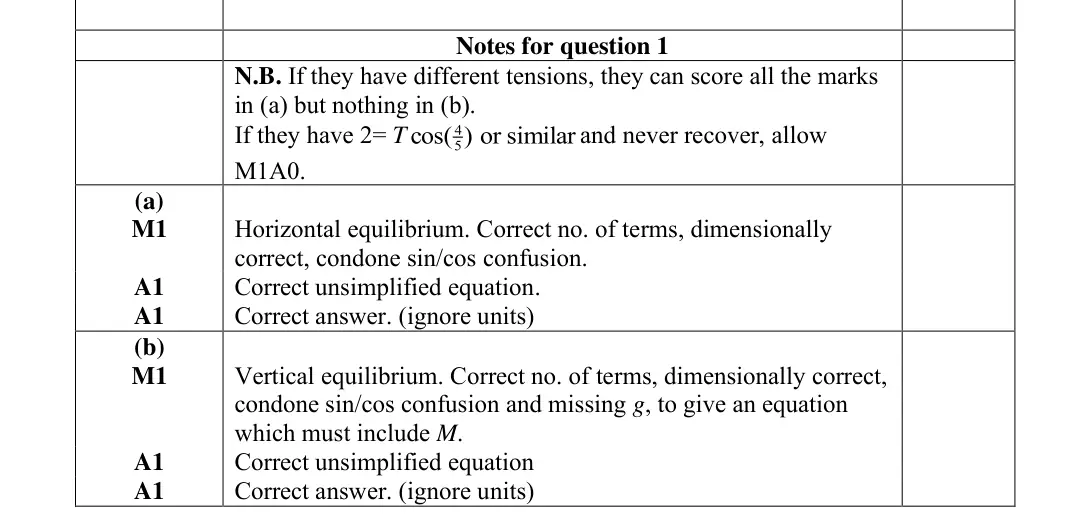 Notes for question 1
N.B. If they have different tensions, they can score all the marks
in (a) but nothing in (b).
If they have 2= T cos(4/5) or similar and never recover, allow
M1A0.
(a)
M1 Horizontal equilibrium. Correct no. of terms, dimensionally
correct, condone sin/cos confusion.
A1 Correct unsimplified equation.
A1 Correct answer. (ignore units)
(b)
M1 Vertical equilibrium. Correct no. of terms, dimensionally correct,
condone sin/cos confusion and missing g, to give an equation
which must include M.
A1 Correct unsimplified equation
A1 Correct answer. (ignore units)